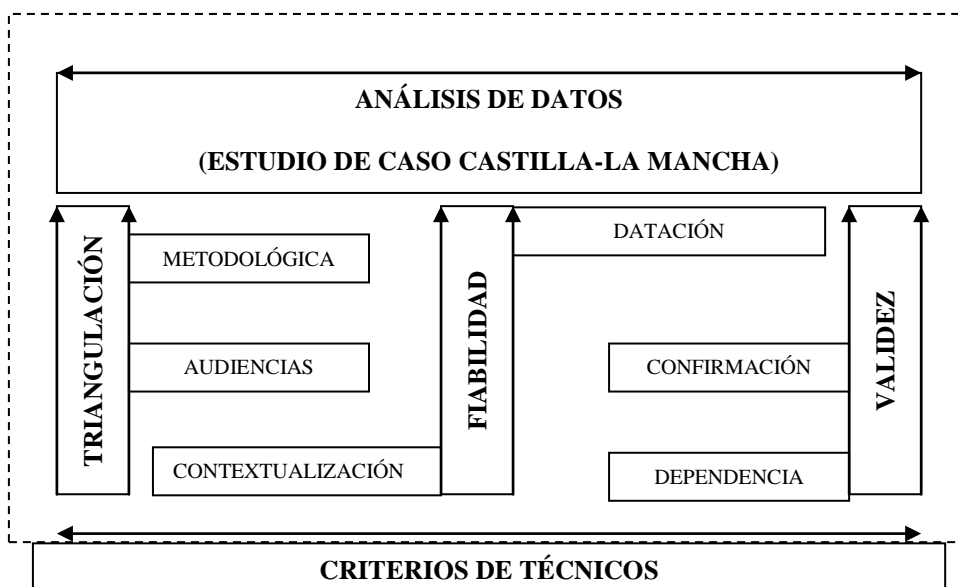 ANÁLISIS DE DATOS
(ESTUDIO DE CASO CASTILLA-LA MANCHA)
TRIANGULACIÓN
METODOLÓGICA
AUDIENCIAS
CONTEXTUALIZACIÓN
FIABILIDAD
DATACIÓN
CONFIRMACIÓN
DEPENDENCIA
VALIDEZ
CRITERIOS DE TÉCNICOS